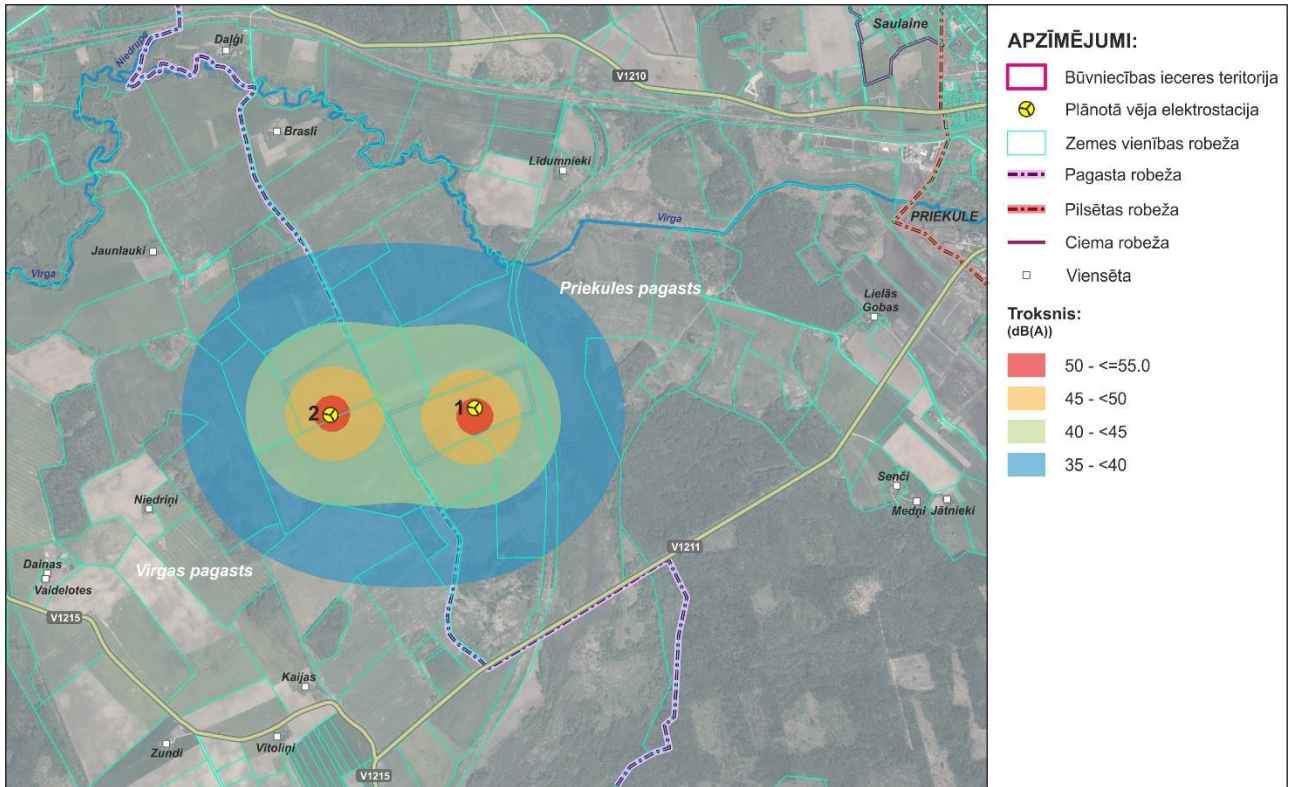 Saulaine
Daļģi
Niedrupe
V1210
Brasli
Līdumnieki
PRIEKULE
Virga
Jaunlauki
Virga
Priekules pagasts
Lielās
Gobas
2
1
Senči
Niedriņi
Medņi
Jātnieki
V1211
Dainas
Virgas pagasts
Vaidelotes
V1215
Kaijas
Zundi
Vītoliņi
V1215
APZĪMĒJUMI:
Būvniecības ieceres teritorija
Plānotā vēja elektrostacija
Zemes vienības robeža
Pagasta robeža
Pilsētas robeža
Ciema robeža
Viensēta
Troksnis:
(dB(A))
50 - <=55.0
45 - <50
40 - <45
35 - <40